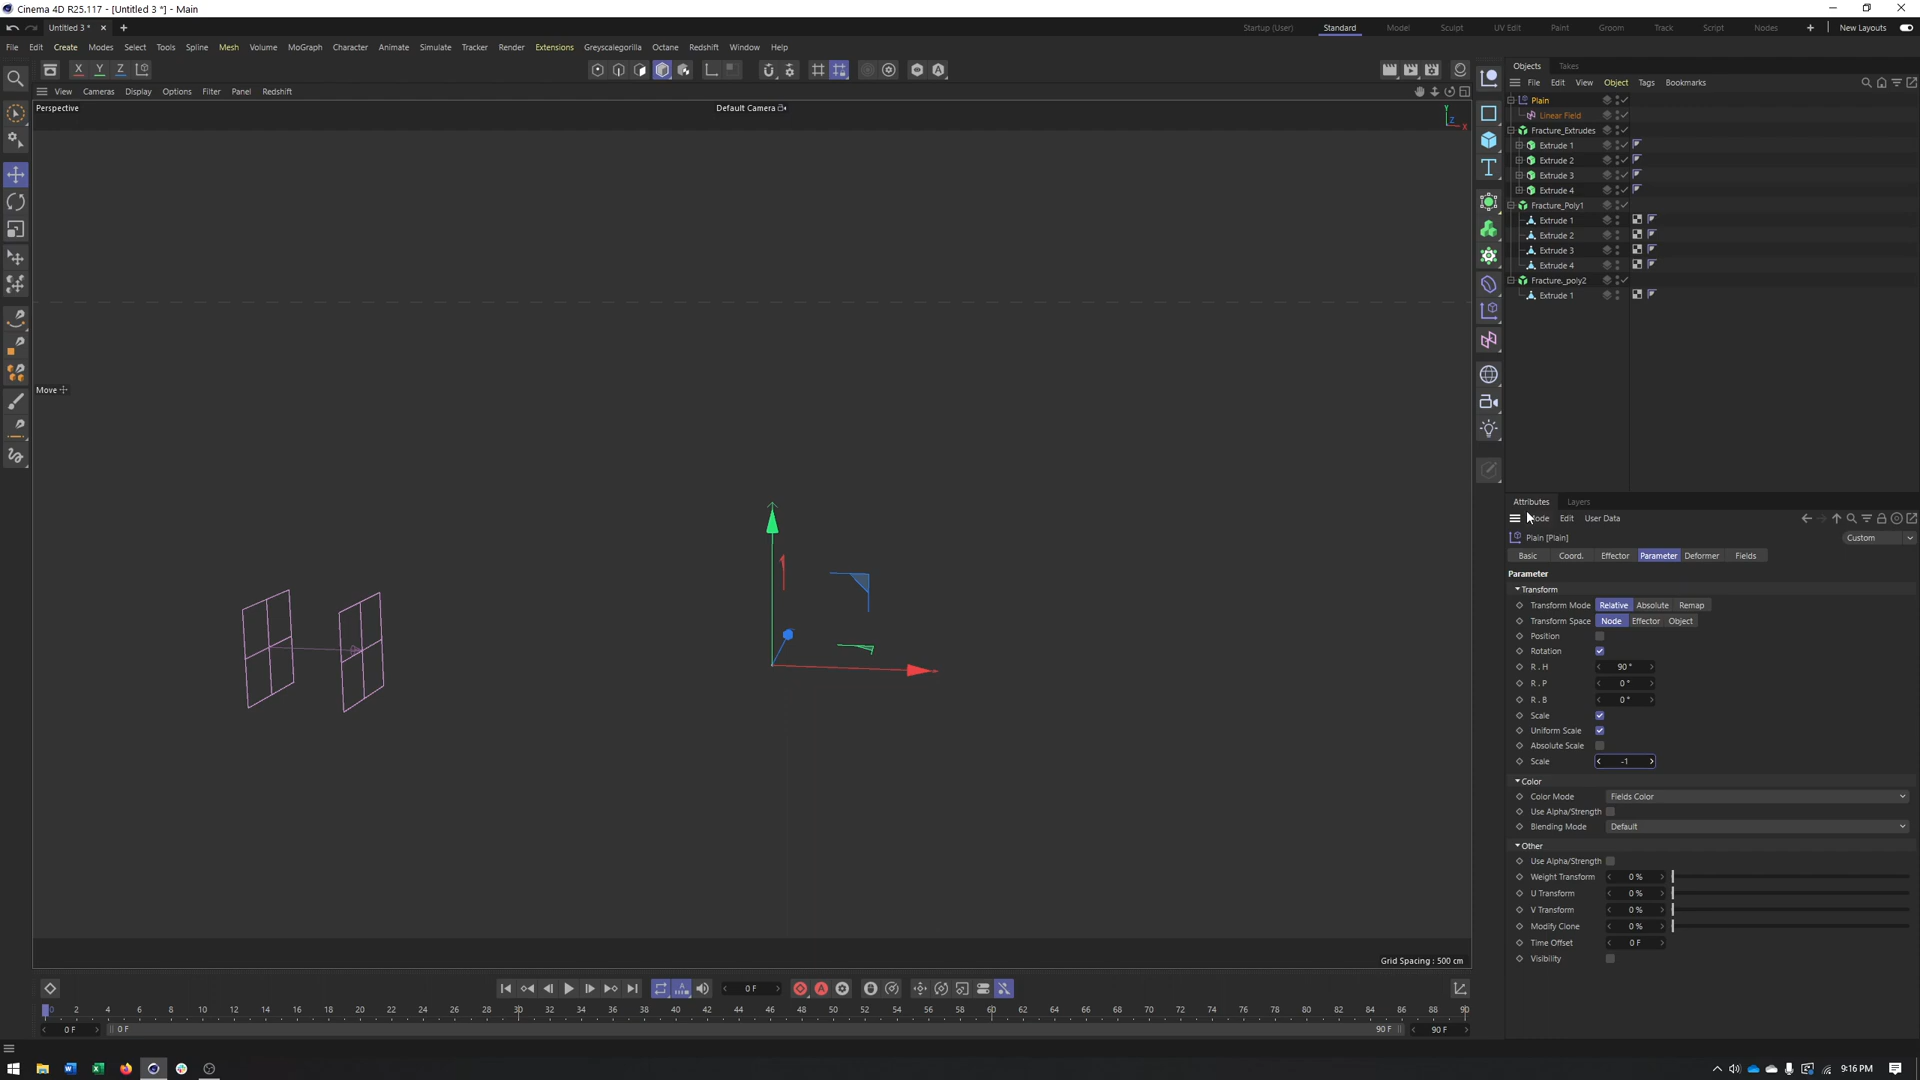 Cinema 4D R25.117 - [Untitled 3 *] - Main
Untitled 3 *
Startup (User) Standard Model Sculpt UV Edit Paint Groom Track Script Nodes New Layouts
File Edit Create Modes Select Tools Spline Mesh Volume MoGraph Character Animate Simulate Tracker Render Extensions Greyscalegorilla Octane Redshift Window Help
X Y Z
View Cameras Display Options Filter Panel Redshift
Perspective
Default Camera
Y
Z
X
Move
Grid Spacing : 500 cm
Objects Takes
File Edit View Object Tags Bookmarks
Plain
Linear Field
Fracture_Extrudes
Extrude 1
Extrude 2
Extrude 3
Extrude 4
Fracture_Poly1
Extrude 1
Extrude 2
Extrude 3
Extrude 4
Fracture._poly2
Extrude 1
Attributes Layers
Node Edit User Data
Plain [Plain]
Custom
Basic Coord. Effector Parameter Deformer Fields
Parameter
Transform
Transform Mode Relative Absolute Remap
Transform Space Node Effector Object
Position
Rotation
R . H 90 °
R . P 0 °
R . B 0 °
Scale
Uniform Scale
Absolute Scale
Scale -1
Color
Color Mode Fields Color
Use Alpha/Strength
Blending Mode Default
Other
Use Alpha/Strength
Weight Transform 0 %
U Transform 0 %
V Transform 0 %
Modify Clone 0 %
Time Offset 0 F
Visibility
0 F
0 2 4 6 8 10 12 14 16 18 20 22 24 26 28 30 32 34 36 38 40 42 44 46 48 50 52 54 56 58 60 62 64 66 68 70 72 74 76 78 80 82 84 86 88 90
0 F 0 F 90 F 90 F
9:16 PM